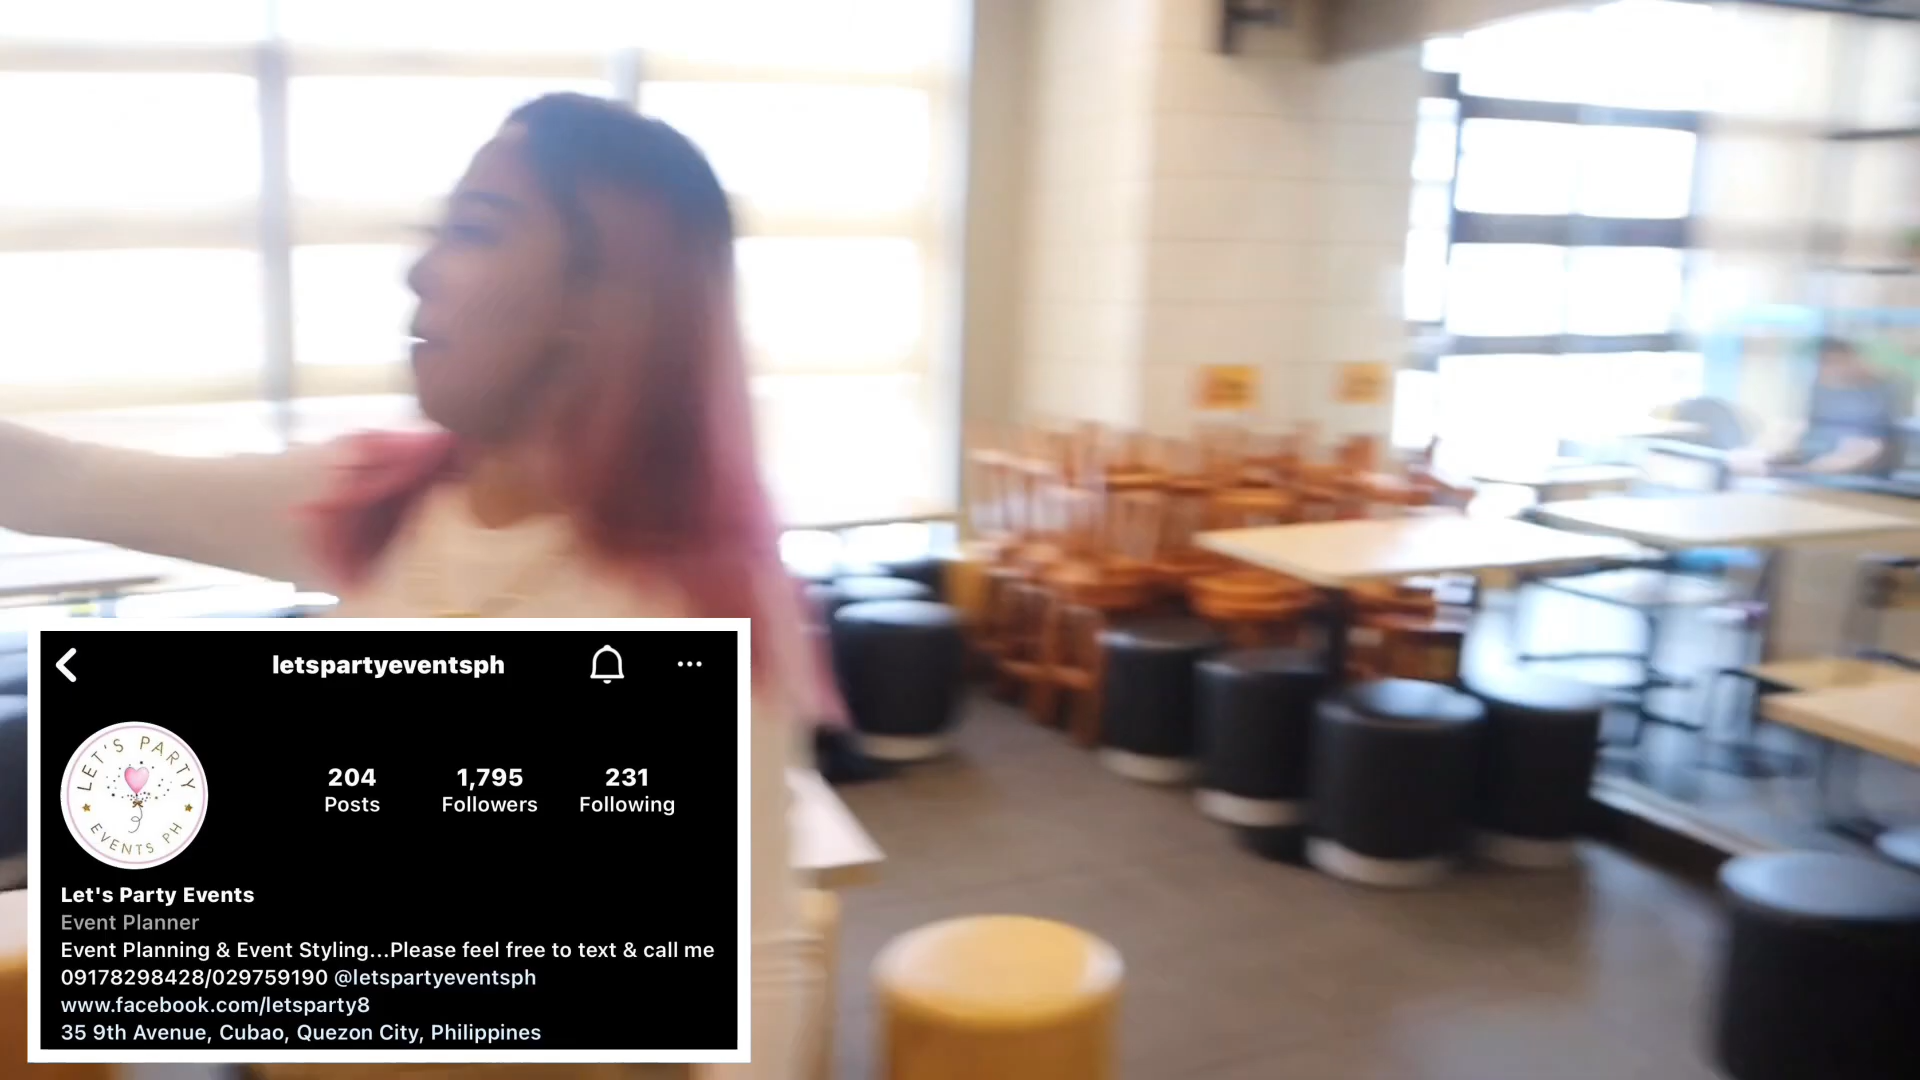 letspartyeventsph
LET'S PARTY
EVENTS PH
204
Posts
1,795
Followers
231
Following
Let's Party Events
Event Planner
Event Planning & Event Styling...Please feel free to text & call me
09178298428/029759190 @letspartyeventsph
www.facebook.com/letsparty8
35 9th Avenue, Cubao, Quezon City, Philippines